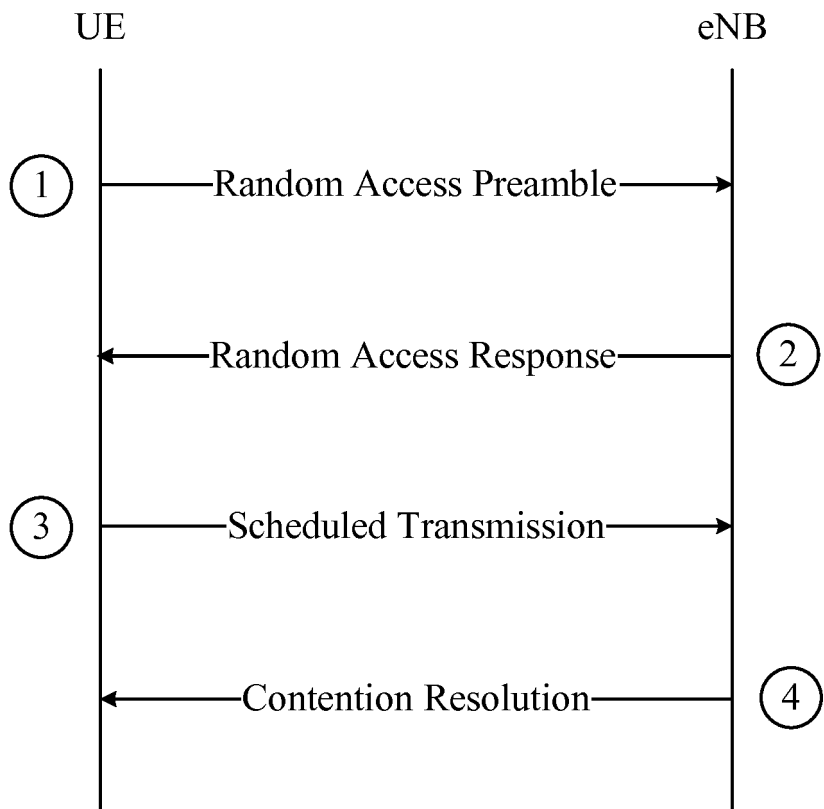 UE
eNB
1
Random Access Preamble
Random Access Response
2
3
Scheduled Transmission
Contention Resolution
4